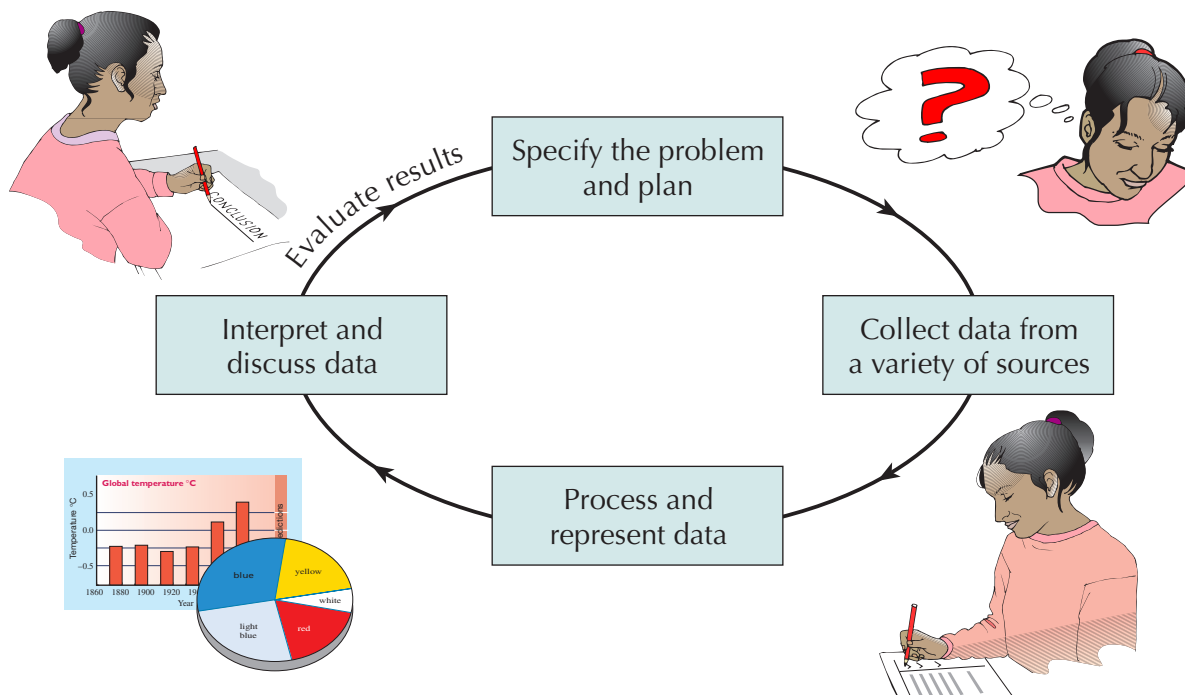 Specify the problem
and plan
Evaluate results
CONCLUSION
Interpret and
discuss data
Collect data from
a variety of sources
Process and
represent data
Global temperature °C
Temperature °C
0.5
0.0
–0.5
1860 1880 1900 1920
Year
blue
yellow
white
light
blue
red